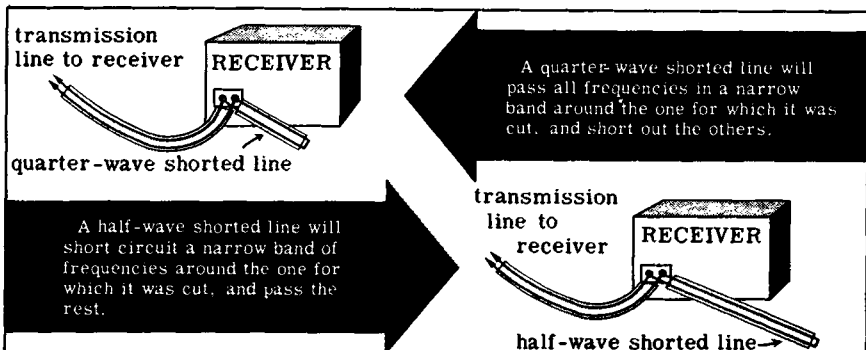 transmission
line to receiver
RECEIVER
quarter-wave shorted line
A quarter-wave shorted line will
pass all frequencies in a narrow
band around the one for which it was
cut, and short out the others.
A half-wave shorted line will
short circuit a narrow band of
frequencies around the one for
which it was cut, and pass the
rest.
transmission
line to
receiver
RECEIVER
half-wave shorted line